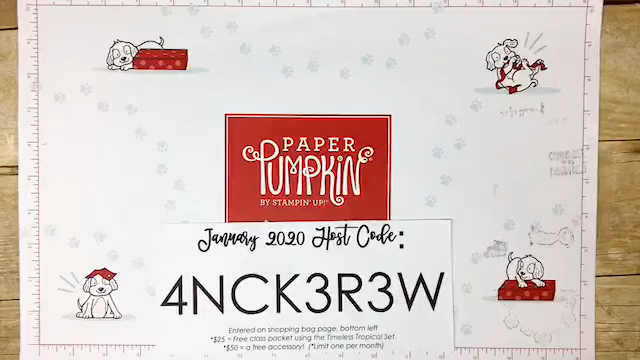 PAPER
PUMPKIN®
BY STAMPIN' UP!®
January 2020 Host Code:
4NCK3R3W
Entered on shopping bag page, bottom left
*$25 = Free class packet using the Timeless Tropical Set.
*$50 = a free accessory! (*Limit one per month)